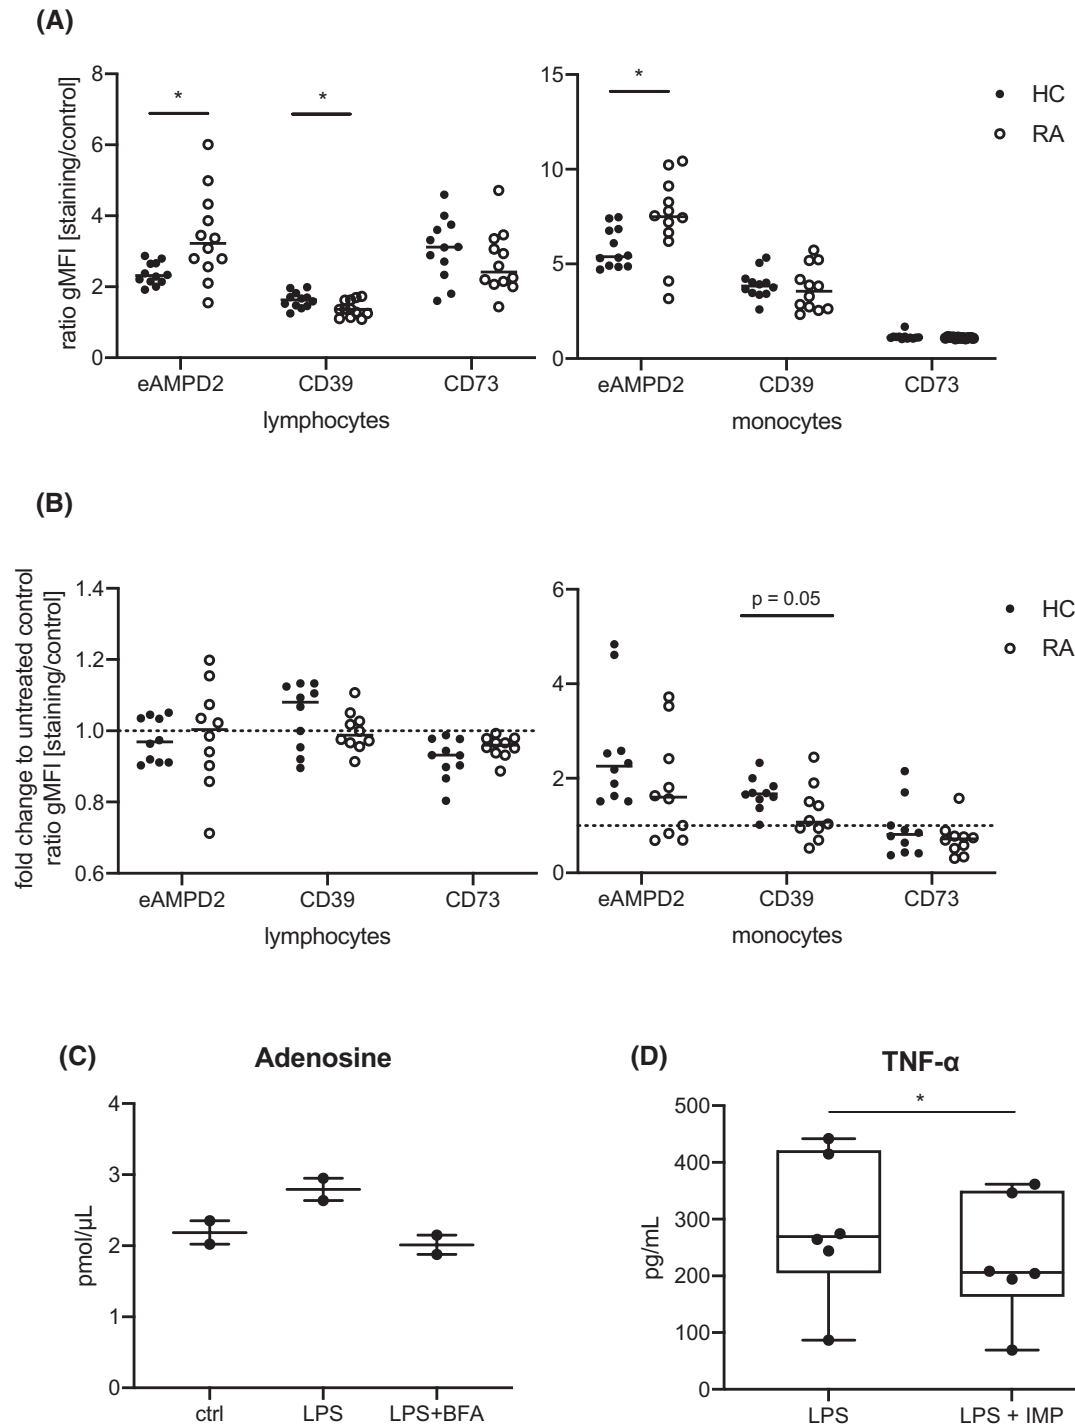 (A)
ratio gMFI [staining/control]
8
6
4
2
0
*
*
eAMPD2
CD39
CD73
lymphocytes
15
10
5
0
*
eAMPD2
CD39
CD73
monocytes
HC
RA
(B)
fold change to untreated control
ratio gMFI [staining/control]
1.4
1.2
1.0
0.8
0.6
eAMPD2
CD39
CD73
lymphocytes
6
4
2
0
p = 0.05
eAMPD2
CD39
CD73
monocytes
HC
RA
(C)
Adenosine
pmol/µL
4
3
2
1
0
ctrl
LPS
LPS+BFA
(D)
TNF-α
pg/mL
500
400
300
200
100
0
*
LPS
LPS + IMP